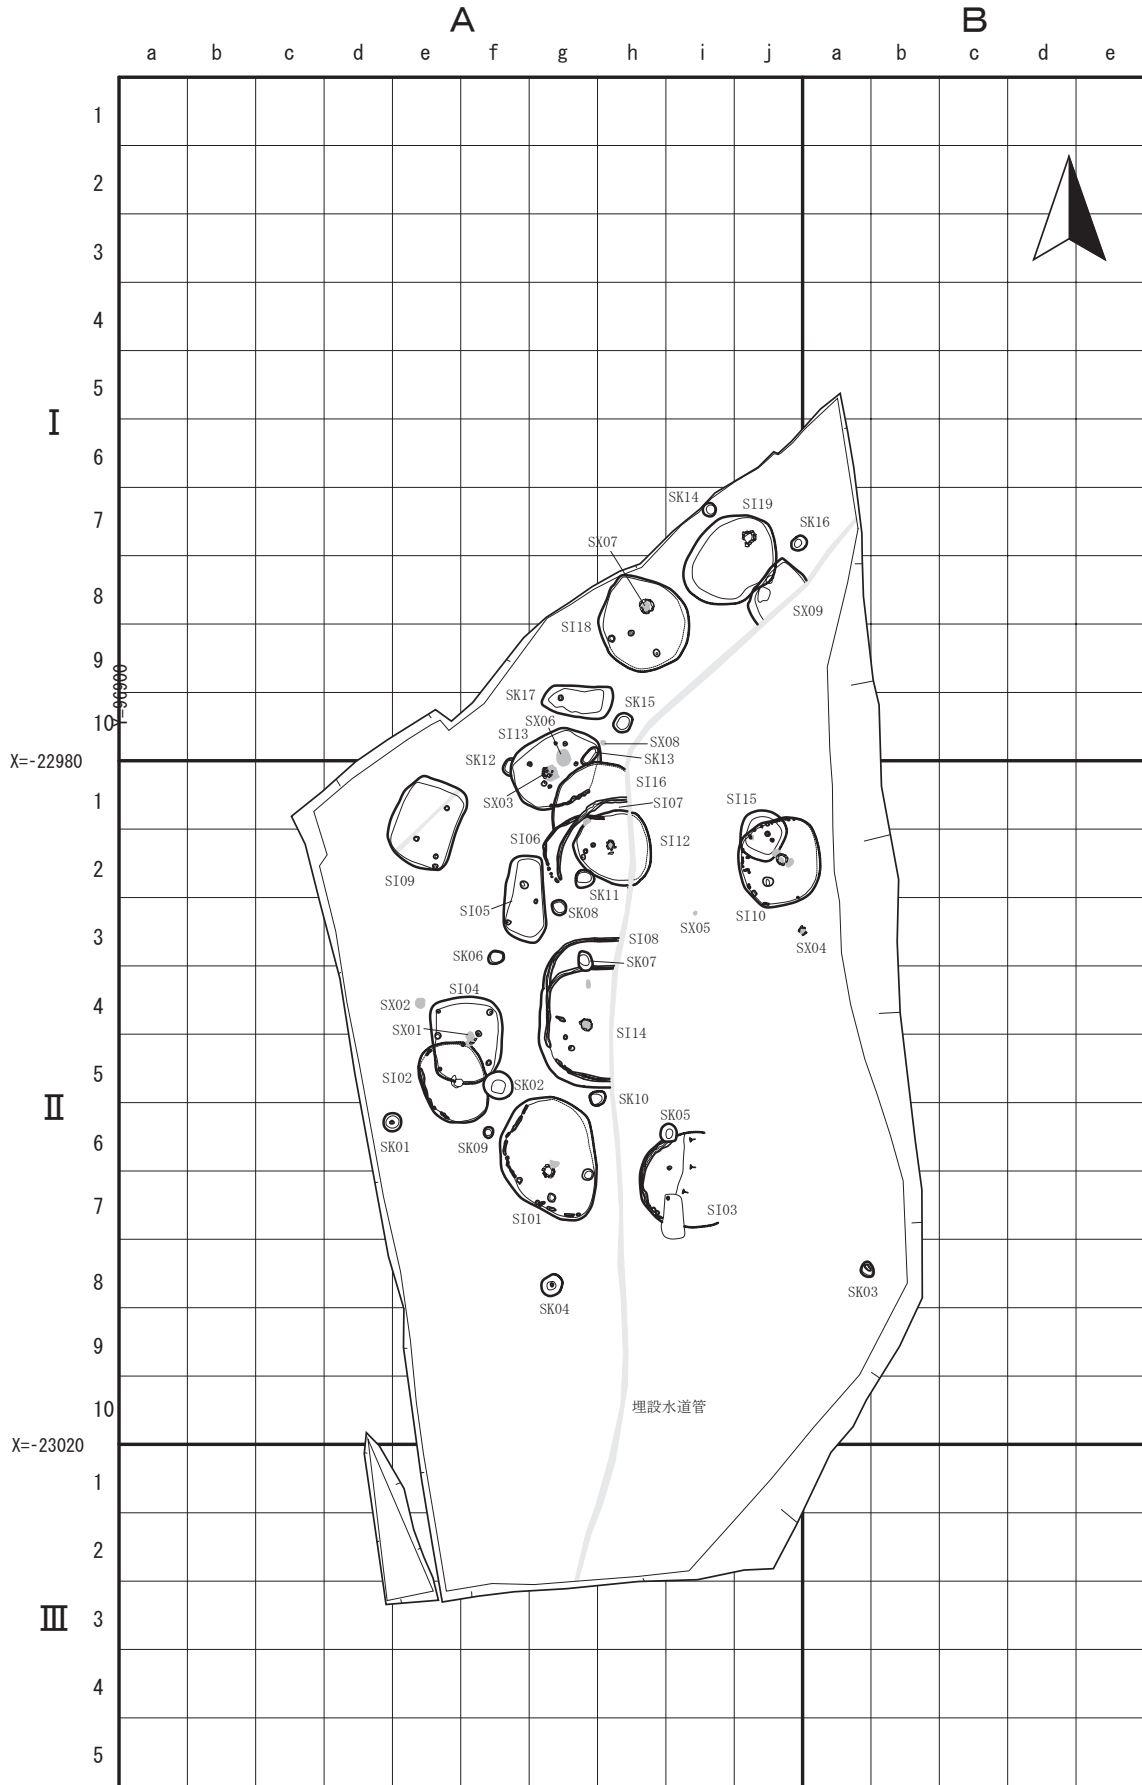 A B
a b c d e f g h i j a b c d e
1
2
3
4
5
I
6
SK14
7
SI19
SK16
SX07
8
SX09
SI18
9
Y=96900
SK17
SK15
10
SX06
SI13
SX08
SK12
SK13
X=-22980
SI16
SX03
SI07
SI15
1
SI06
SI12
2
SI09
SK11
SI05
SK08
SI10
SX05
SX04
3
SI08
SK06
SK07
SI04
4
SX02
SX01
SI14
SI02
5
SK02
II
SK10
SK05
6
SK01
SK09
7
SI01
SI03
8
SK04
SK03
9
10
埋設水道管
X=-23020
1
2
III
3
4
5